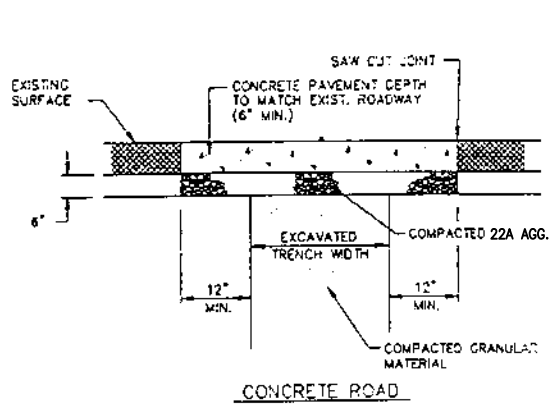 SAW CUT JOINT
EXISTING
SURFACE
CONCRETE PAVEMENT DEPTH
TO MATCH EXIST. ROADWAY
(6" MIN.)
6"
COMPACTED 22A AGG.
EXCAVATED
TRENCH WIDTH
12"
MIN.
12"
MIN.
COMPACTED GRANULAR
MATERIAL
CONCRETE ROAD